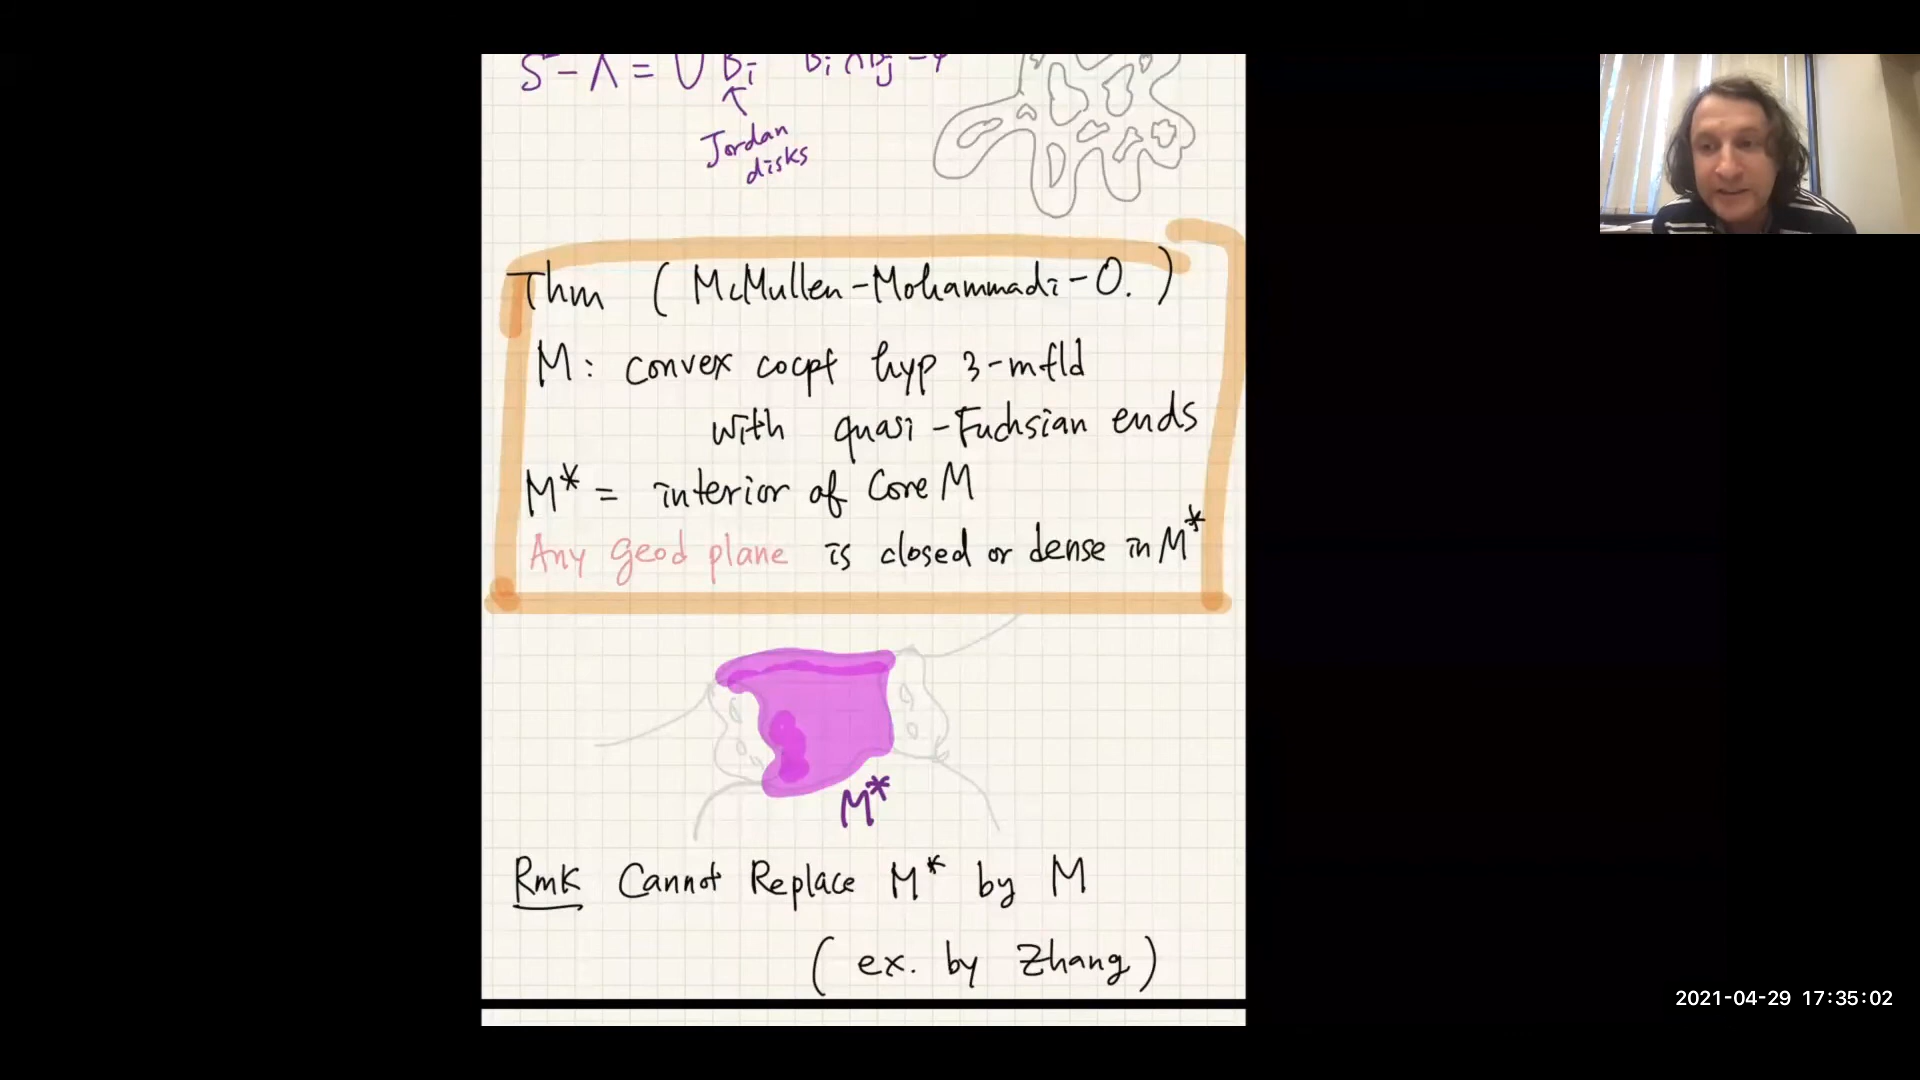 S² - Λ = ∪ Bi   Bi ∩ Bj = φ
Jordan
disks
Thm ( McMullen-Mohammadi-O. )
M: convex cocpt hyp 3-mfld
with quasi-Fuchsian ends
M* = interior of Core M
Any geod plane is closed or dense in M*
M*
Rmk Cannot Replace M* by M
( ex. by Zhang )
2021-04-29 17:35:02